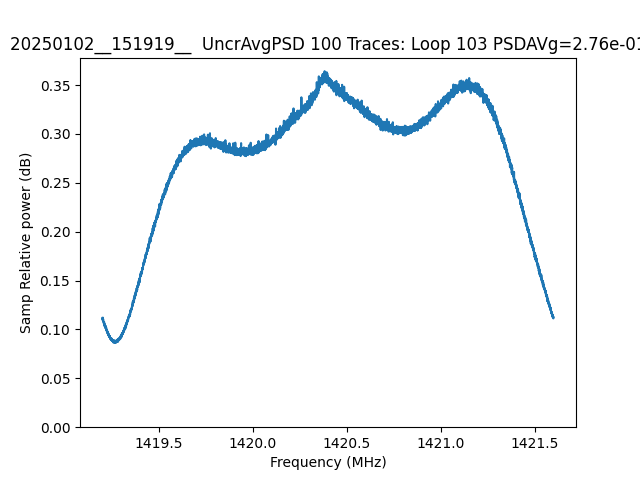 20250102__151919__ UncrAvgPSD 100 Traces: Loop 103 PSDAVg=2.76e-01
Samp Relative power (dB)
0.35
0.30
0.25
0.20
0.15
0.10
0.05
0.00
1419.5 1420.0 1420.5 1421.0 1421.5
Frequency (MHz)